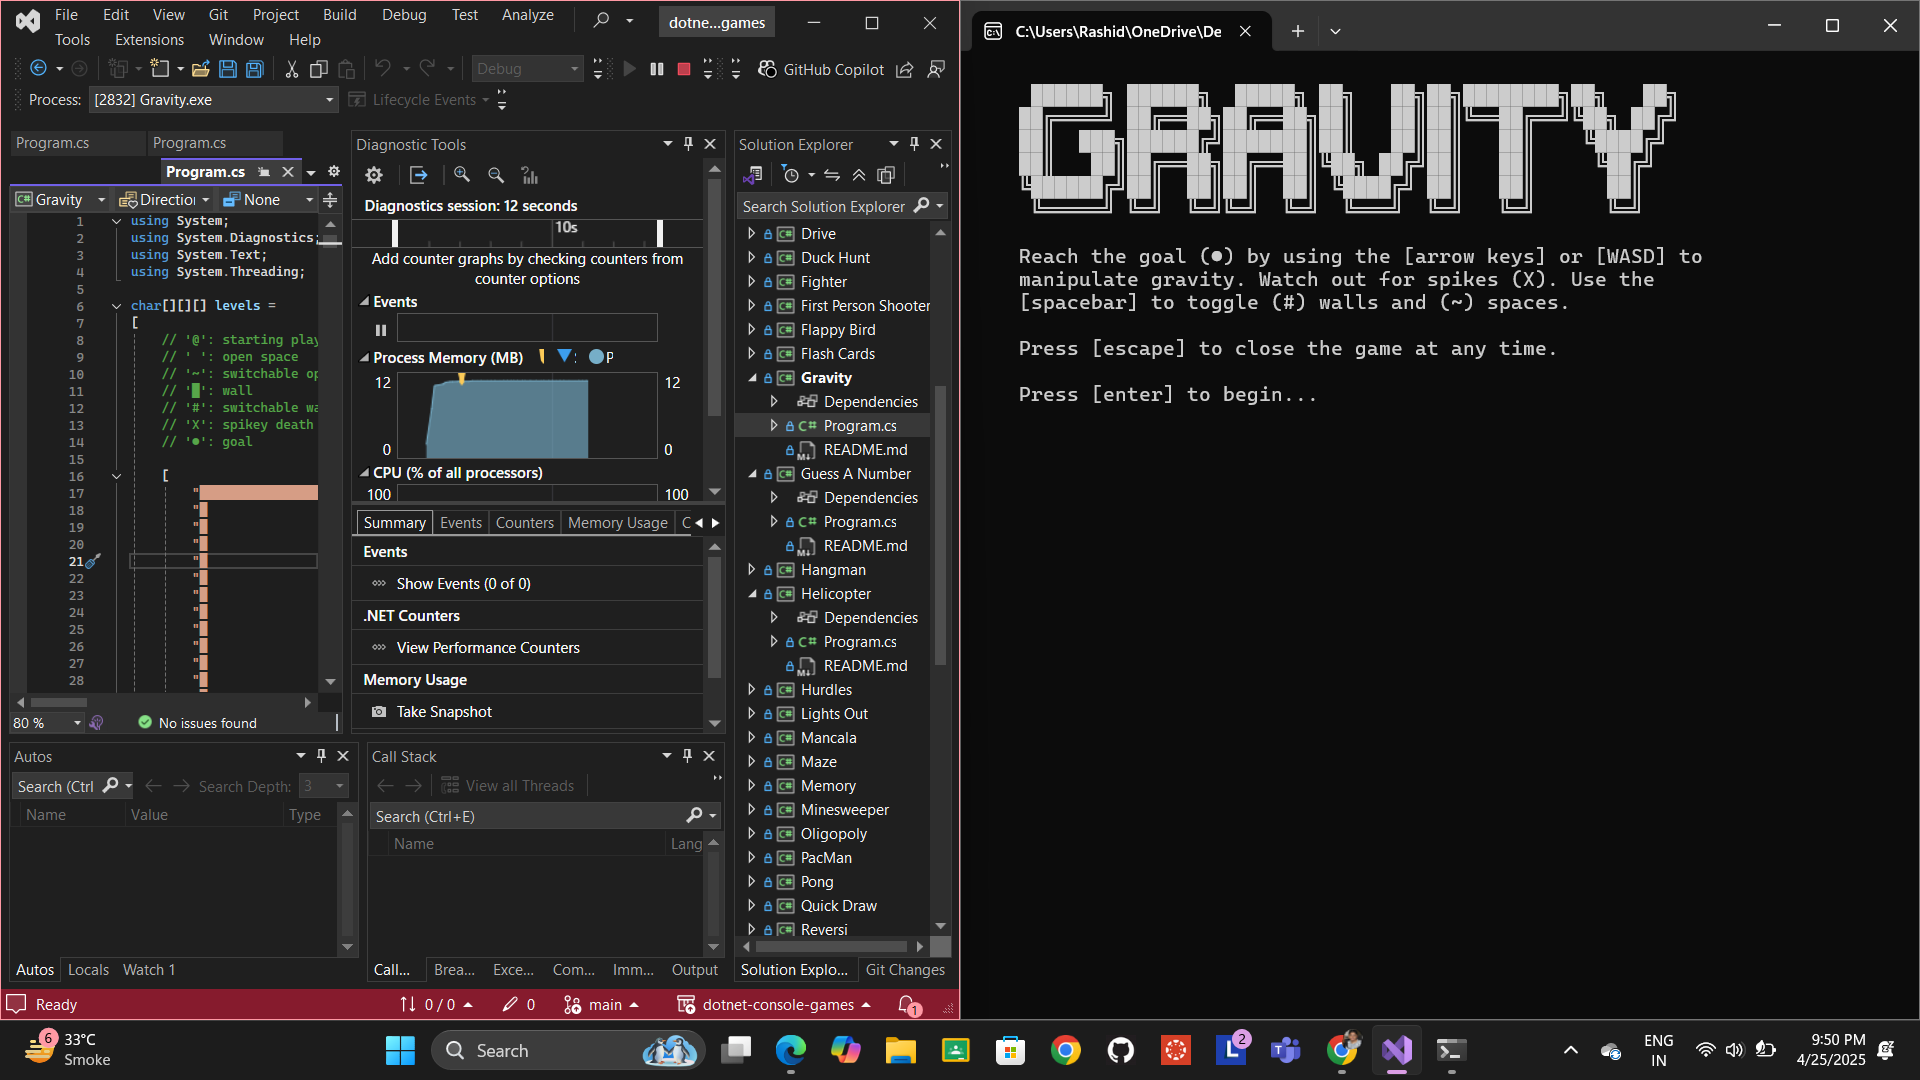 File Edit View Git Project Build Debug Test Analyze
dotne...games
Tools Extensions Window Help
Debug
GitHub Copilot
Process: [2832] Gravity.exe
Lifecycle Events
Program.cs Program.cs
Program.cs
Gravity Direction None
1 using System;
2 using System.Diagnostics;
3 using System.Text;
4 using System.Threading;
5
6 char[][][] levels =
7 [
8 // '@': starting play
9 // ' ': open space
10 // '~': switchable op
11 // '█': wall
12 // '#': switchable wa
13 // 'X': spikey death
14 // '●': goal
15
16 [
17 "
18 "█
19 "█
20 "█
21 "█
22 "█
23 "█
24 "█
25 "█
26 "█
27 "█
28 "█
80 % No issues found
Diagnostic Tools
Diagnostics session: 12 seconds
10s
Add counter graphs by checking counters from
counter options
Events
Process Memory (MB) P
12 12
0 0
CPU (% of all processors)
100 100
Summary Events Counters Memory Usage C
Events
Show Events (0 of 0)
.NET Counters
View Performance Counters
Memory Usage
Take Snapshot
Solution Explorer
Search Solution Explorer
C# Drive
C# Duck Hunt
C# Fighter
C# First Person Shooter
C# Flappy Bird
C# Flash Cards
C# Gravity
Dependencies
C# Program.cs
README.md
C# Guess A Number
Dependencies
C# Program.cs
README.md
C# Hangman
C# Helicopter
Dependencies
C# Program.cs
README.md
C# Hurdles
C# Lights Out
C# Mancala
C# Maze
C# Memory
C# Minesweeper
C# Oligopoly
C# PacMan
C# Pong
C# Quick Draw
C# Reversi
Solution Explo... Git Changes
Autos
Search (Ctrl Search Depth: 3
Name Value Type
Autos Locals Watch 1
Call Stack
View all Threads
Search (Ctrl+E)
Name Lang
Call... Brea... Exce... Com... Imm... Output
Ready 0 / 0 0 main dotnet-console-games 1
C:\Users\Rashid\OneDrive\De
GRAVITY
Reach the goal (●) by using the [arrow keys] or [WASD] to
manipulate gravity. Watch out for spikes (X). Use the
[spacebar] to toggle (#) walls and (~) spaces.
Press [escape] to close the game at any time.
Press [enter] to begin...
6 33°C
Smoke
Search
L 2
ENG
IN
9:50 PM
4/25/2025